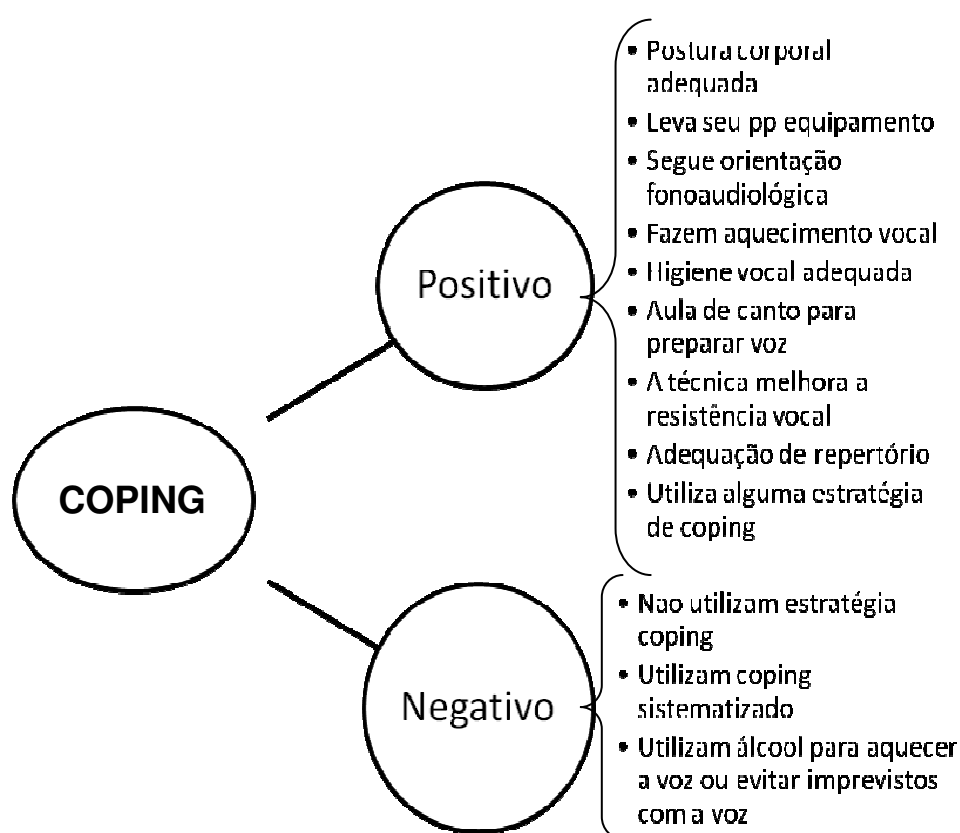 COPING
Positivo
• Postura corporal
adequada
• Leva seu pp equipamento
• Segue orientação
fonoaudiológica
• Fazem aquecimento vocal
• Higiene vocal adequada
• Aula de canto para
preparar voz
• A técnica melhora a
resistência vocal
• Adequação de repertório
• Utiliza alguma estratégia
de coping
Negativo
• Nao utilizam estratégia
coping
• Utilizam coping
sistematizado
• Utilizam álcool para aquecer
a voz ou evitar imprevistos
com a voz